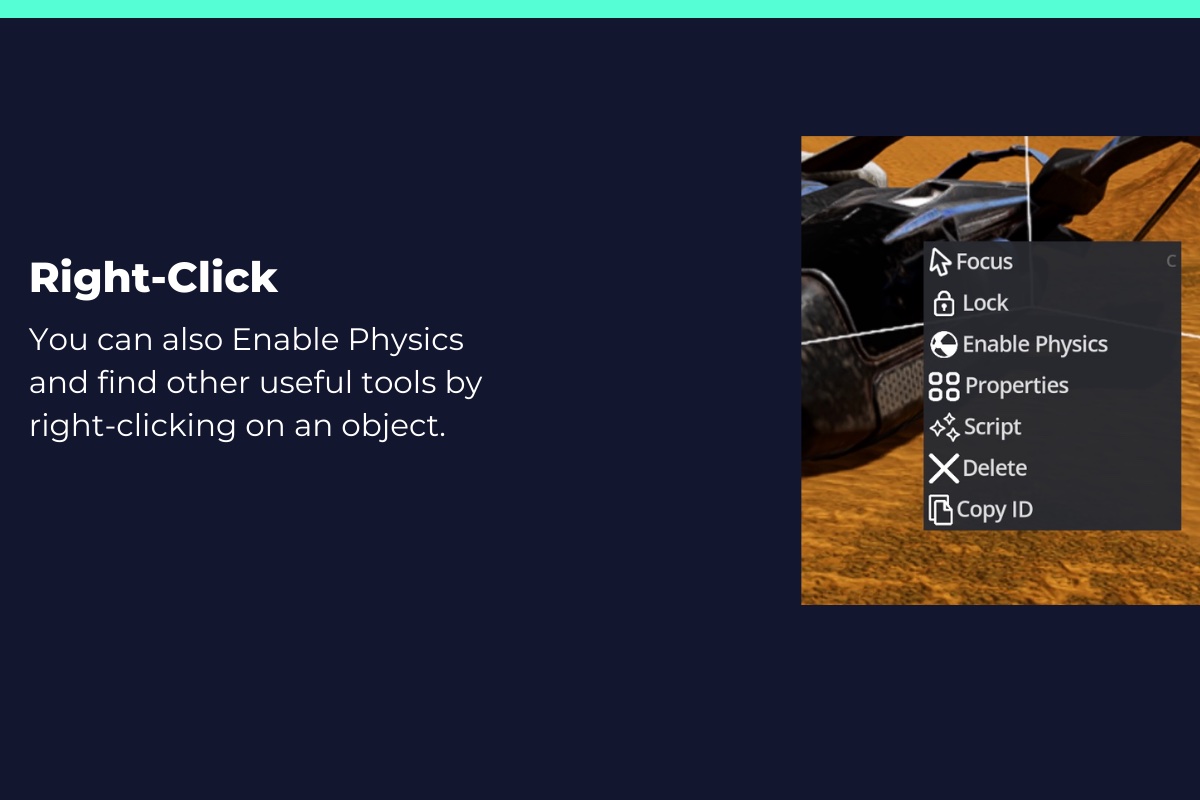 Right-Click
You can also Enable Physics
and find other useful tools by
right-clicking on an object.
Focus C
Lock
Enable Physics
Properties
Script
Delete
Copy ID